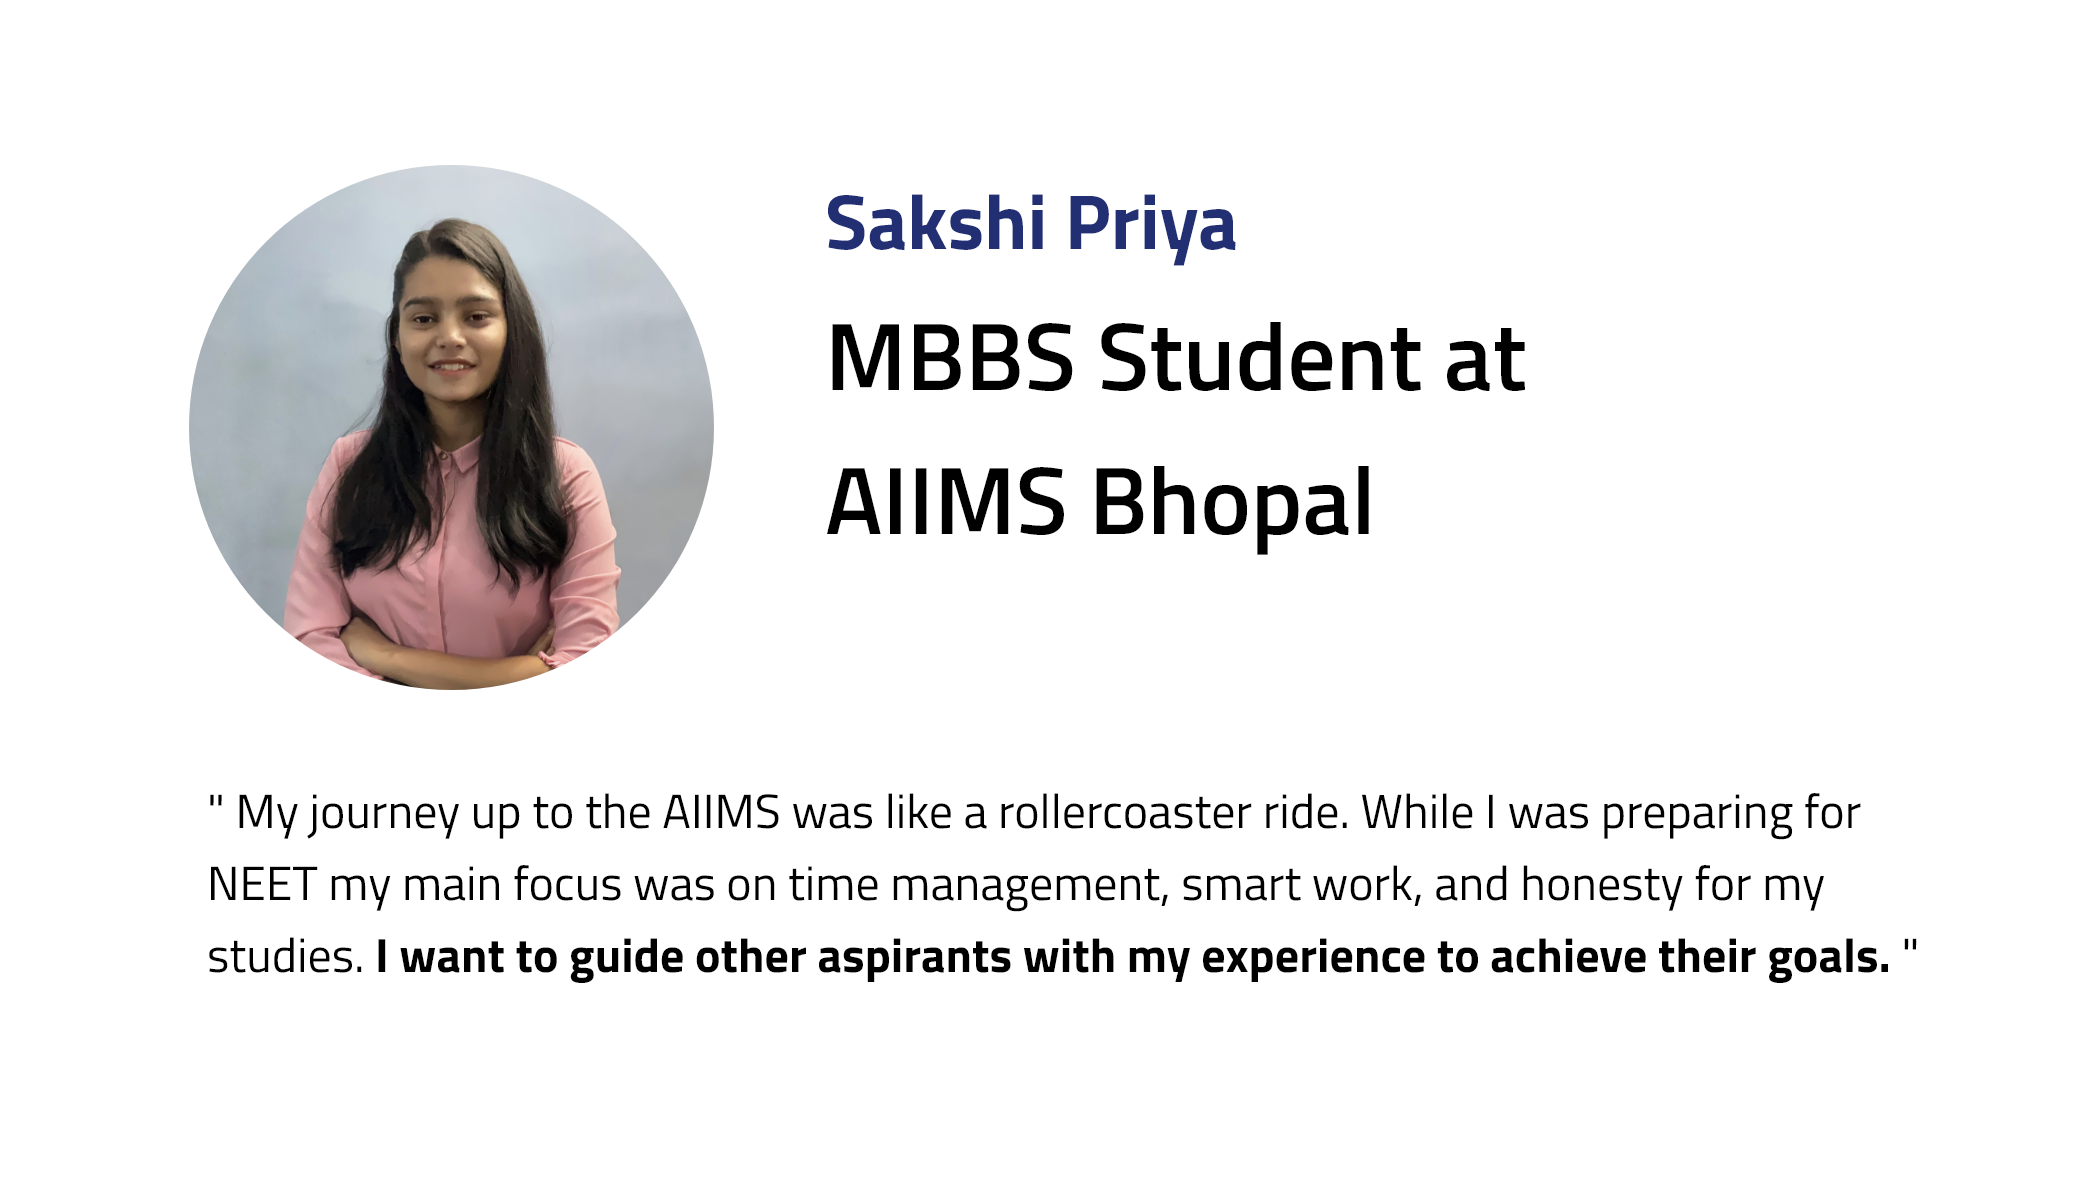 Sakshi Priya
MBBS Student at
AIIMS Bhopal
" My journey up to the AIIMS was like a rollercoaster ride. While I was preparing for
NEET my main focus was on time management, smart work, and honesty for my
studies. I want to guide other aspirants with my experience to achieve their goals. "